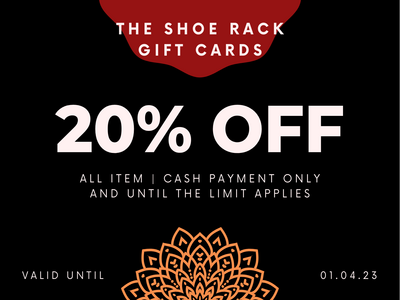 THE SHOE RACK
GIFT CARDS
20% OFF
ALL ITEM | CASH PAYMENT ONLY
AND UNTIL THE LIMIT APPLIES
VALID UNTIL
01.04.23